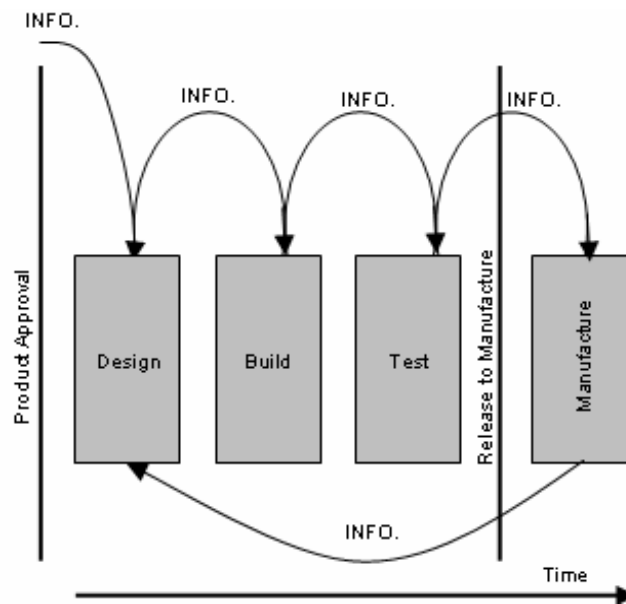 INFO.
INFO.
INFO.
INFO.
Product Approval
Design
Build
Test
Release to Manufacture
Manufacture
INFO.
Time